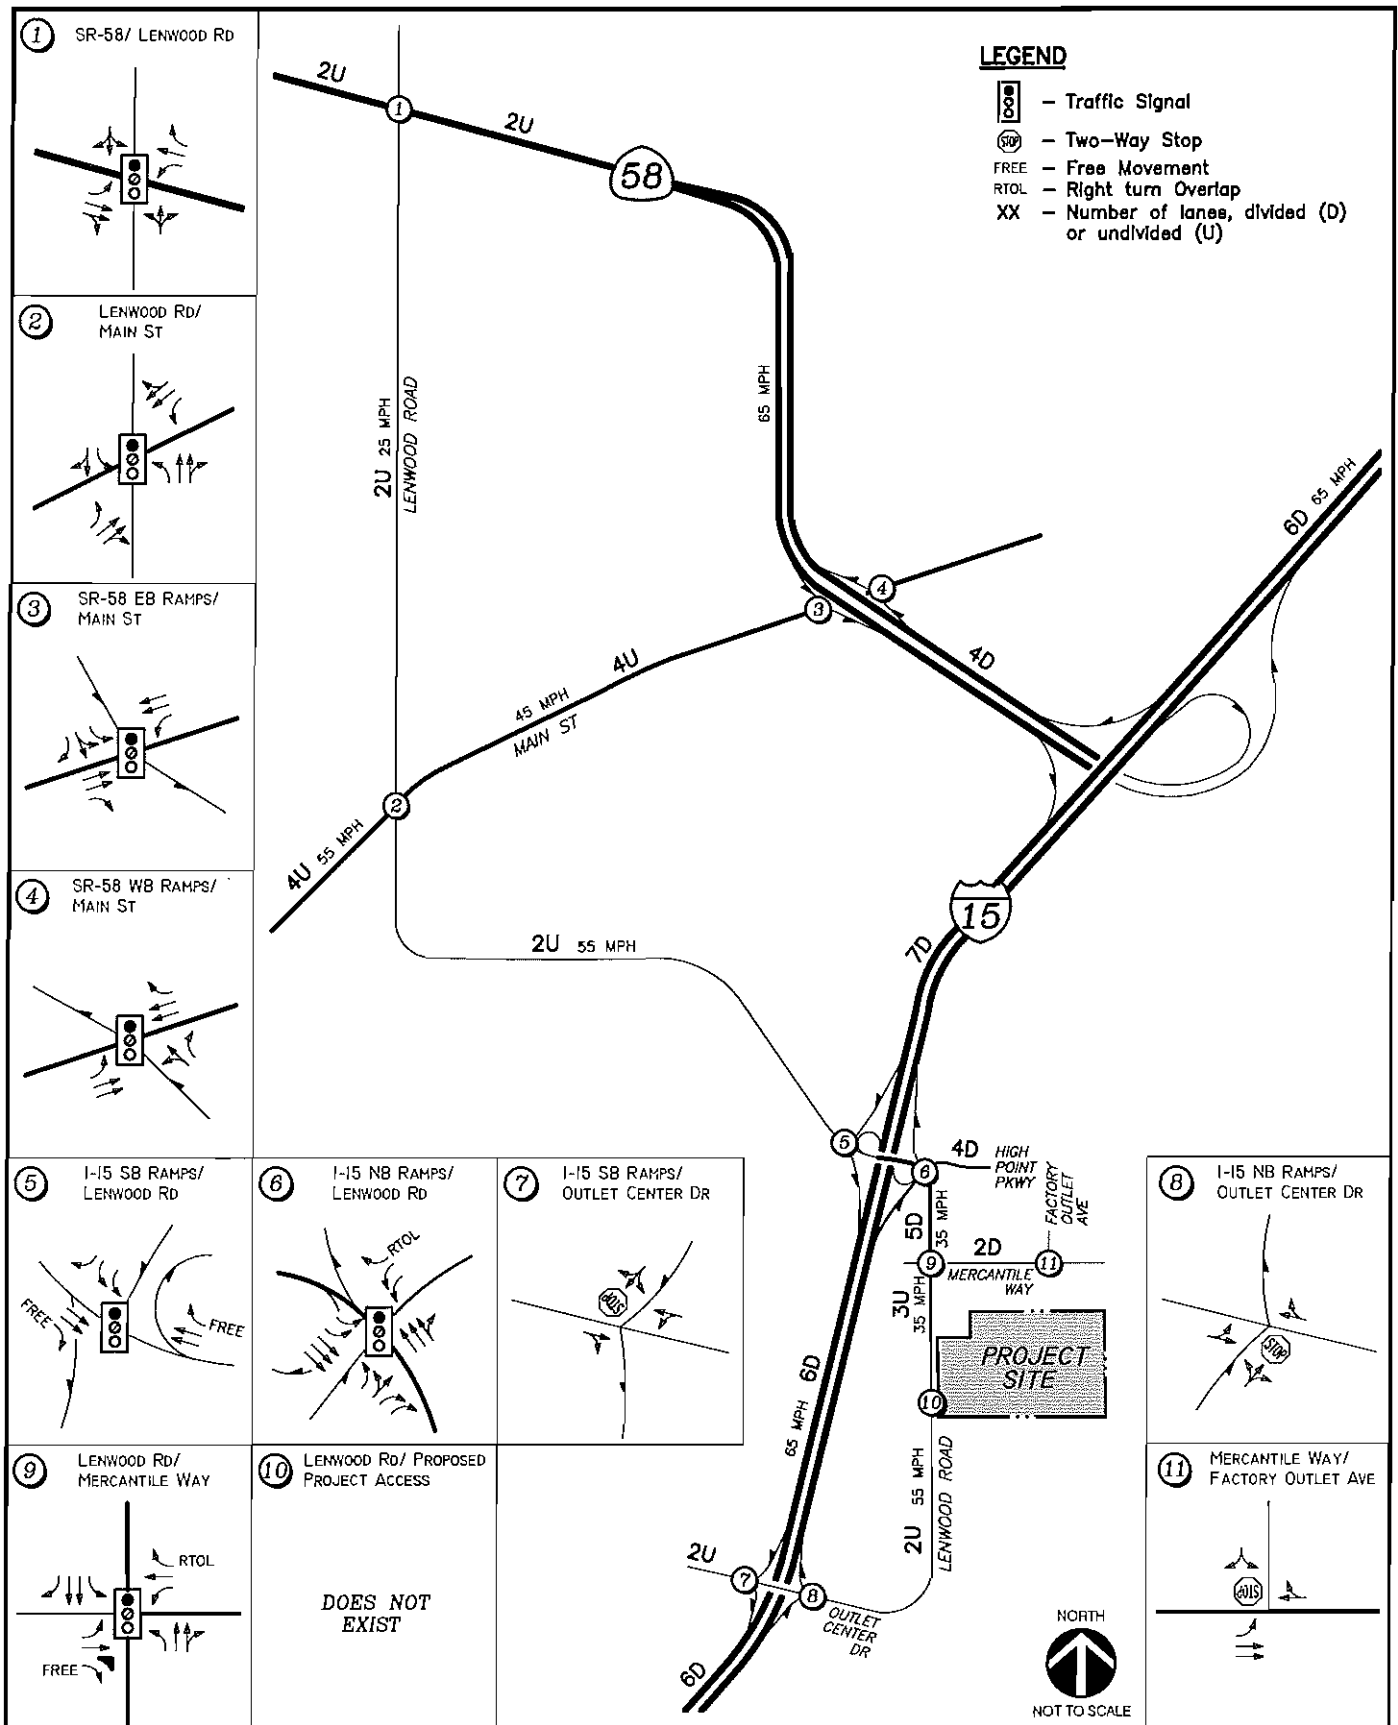 1 SR-58/ LENWOOD RD
2 LENWOOD RD/
MAIN ST
3 SR-58 EB RAMPS/
MAIN ST
4 SR-58 WB RAMPS/
MAIN ST
5 I-15 SB RAMPS/
LENWOOD RD
FREE
FREE
6 I-15 NB RAMPS/
LENWOOD RD
RTOL
7 I-15 SB RAMPS/
OUTLET CENTER DR
STOP
8 I-15 NB RAMPS/
OUTLET CENTER DR
STOP
9 LENWOOD RD/
MERCANTILE WAY
RTOL
FREE
10 LENWOOD RD/ PROPOSED
PROJECT ACCESS
DOES NOT
EXIST
11 MERCANTILE WAY/
FACTORY OUTLET AVE
STOP
LEGEND
– Traffic Signal
STOP – Two-Way Stop
FREE – Free Movement
RTOL – Right turn Overlap
XX – Number of lanes, divided (D)
or undivided (U)
2U
1
2U
58
65 MPH
2U 25 MPH
LENWOOD ROAD
6D 65 MPH
4
3
4D
4U
45 MPH
MAIN ST
2
4U 55 MPH
15
7D
2U 55 MPH
5
6
4D
HIGH
POINT
PKWY
FACTORY
OUTLET
AVE
5D
35 MPH
9
2D
11
MERCANTILE
WAY
3U
35 MPH
PROJECT
SITE
10
6D
65 MPH
2U 55 MPH
LENWOOD ROAD
2U
7
8
OUTLET
CENTER
DR
6D
NORTH
NOT TO SCALE